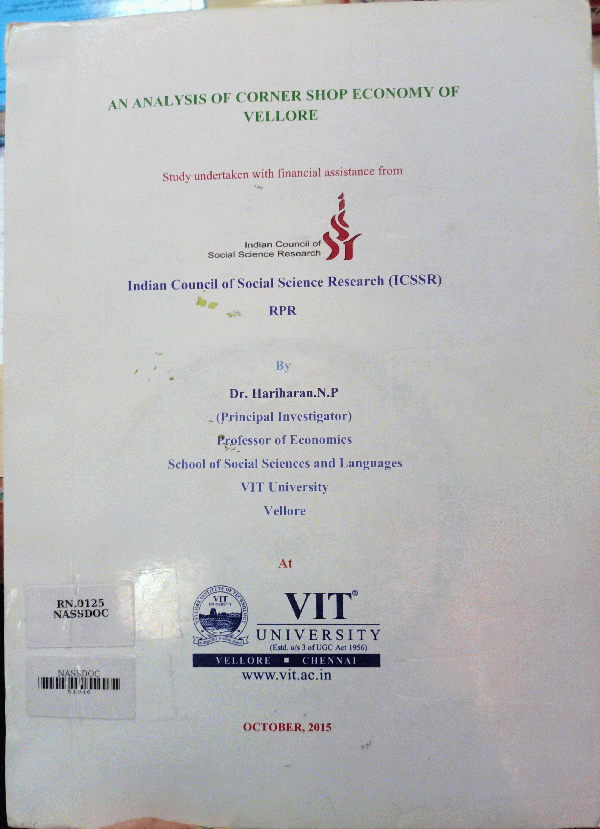 AN ANALYSIS OF CORNER SHOP ECONOMY OF
VELLORE
Study undertaken with financial assistance from
Indian Council of
Social Science Research
Indian Council of Social Science Research (ICSSR)
RPR
By
Dr. Hariharan.N.P
(Principal Investigator)
Professor of Economics
School of Social Sciences and Languages
VIT University
Vellore
At
RN.0125
NASSDOC
NASSDOC
VIT
UNIVERSITY
VIT®
UNIVERSITY
(Estd. u/s 3 of UGC Act 1956)
VELLORE ■ CHENNAI
www.vit.ac.in
OCTOBER, 2015